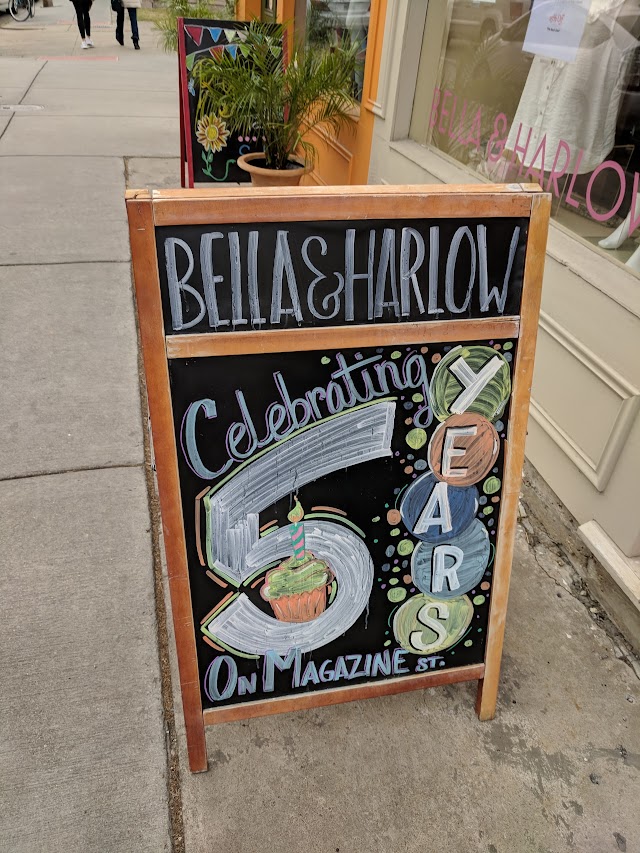 BELLA & HARLOW
BELLA&HARLOW
Celebrating
5
YEARS
ON MAGAZINE ST.